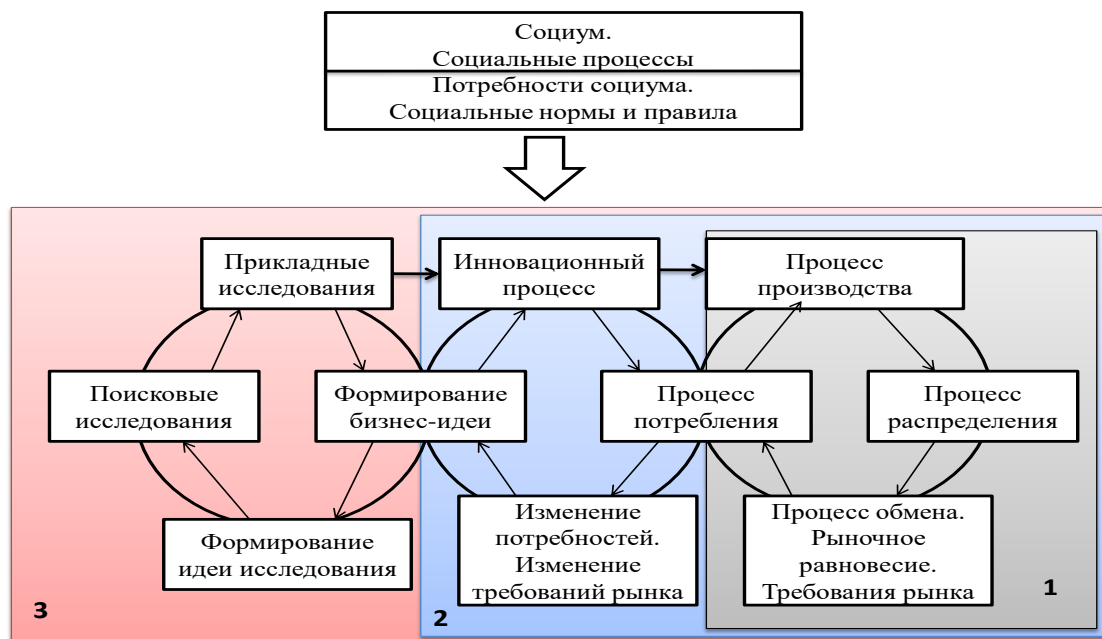 Социум.
Социальные процессы
Потребности социума.
Социальные нормы и правила
Прикладные
исследования
Инновационный
процесс
Процесс
производства
Поисковые
исследования
Формирование
бизнес-идеи
Процесс
потребления
Процесс
распределения
Формирование
идеи исследования
Изменение
потребностей.
Изменение
требований рынка
Процесс обмена.
Рыночное
равновесие.
Требования рынка
3
2
1